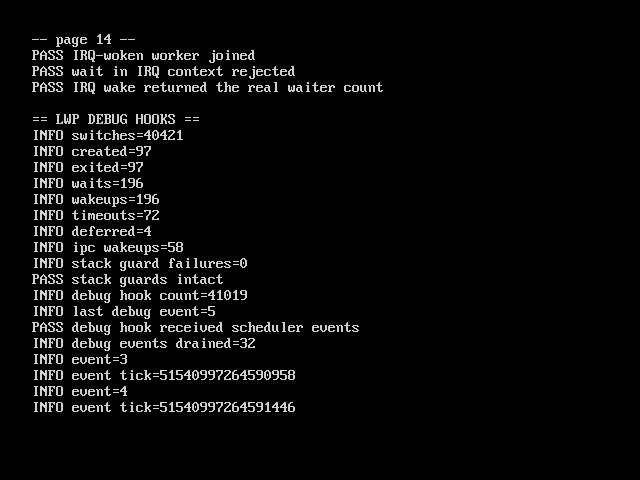 -- page 14 --
PASS IRQ-woken worker joined
PASS wait in IRQ context rejected
PASS IRQ wake returned the real waiter count
== LWP DEBUG HOOKS ==
INFO switches=40421
INFO created=97
INFO exited=97
INFO waits=196
INFO wakeups=196
INFO timeouts=72
INFO deferred=4
INFO ipc wakeups=58
INFO stack guard failures=0
PASS stack guards intact
INFO debug hook count=41019
INFO last debug event=5
PASS debug hook received scheduler events
INFO debug events drained=32
INFO event=3
INFO event tick=51540997264590958
INFO event=4
INFO event tick=51540997264591446